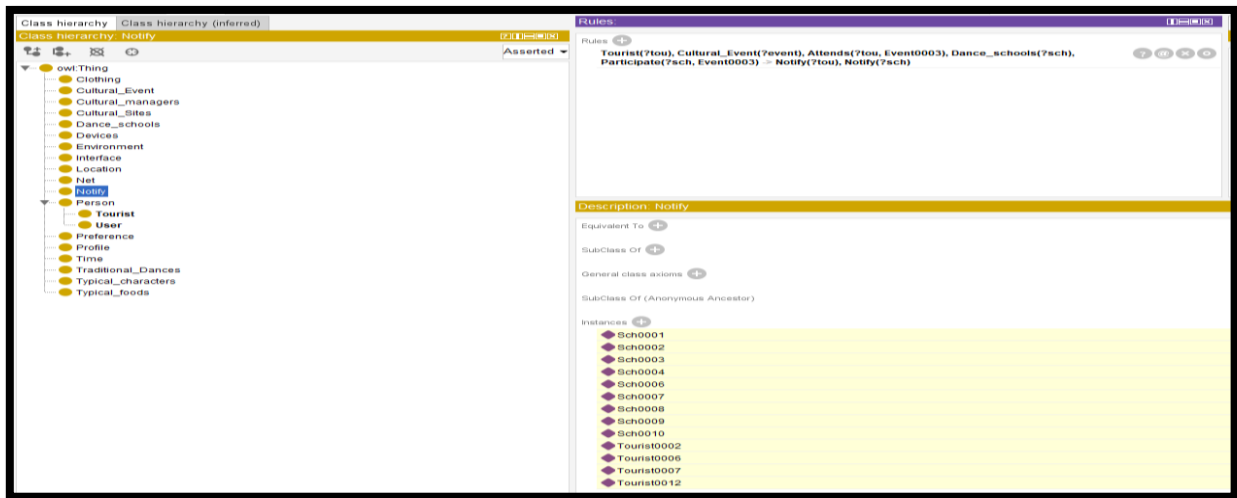 Class hierarchy Class hierarchy (inferred)
Class hierarchy: Notify
Asserted
owl:Thing
Clothing
Cultural_Event
Cultural_managers
Cultural_Sites
Dance_schools
Devices
Environment
Interface
Location
Net
Notify
Person
Tourist
User
Preference
Profile
Time
Traditional_Dances
Typical_characters
Typical_foods
Rules:
Rules
Tourist(?tou), Cultural_Event(?event), Attends(?tou, Event0003), Dance_schools(?sch),
Participate(?sch, Event0003) -> Notify(?tou), Notify(?sch)
Description: Notify
Equivalent To
SubClass Of
General class axioms
SubClass Of (Anonymous Ancestor)
Instances
Sch0001
Sch0002
Sch0003
Sch0004
Sch0006
Sch0007
Sch0008
Sch0009
Sch0010
Tourist0002
Tourist0006
Tourist0007
Tourist0012